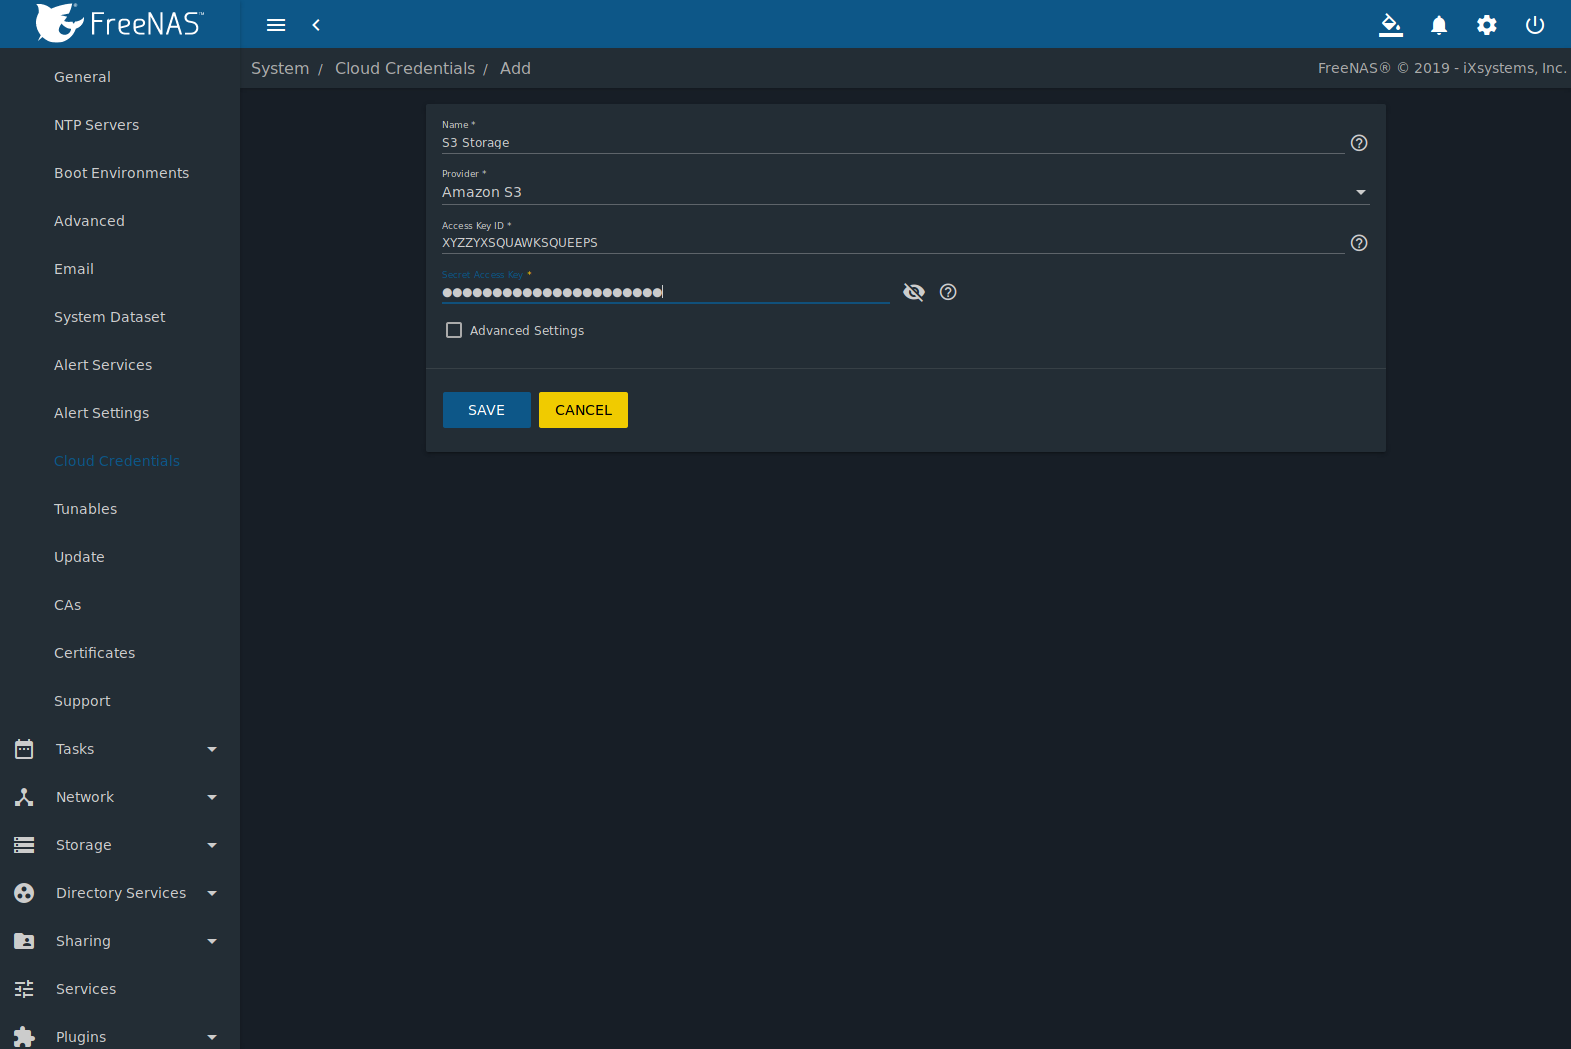 FreeNAS™
System / Cloud Credentials / Add
FreeNAS® © 2019 - iXsystems, Inc.
General
NTP Servers
Boot Environments
Advanced
Email
System Dataset
Alert Services
Alert Settings
Cloud Credentials
Tunables
Update
CAs
Certificates
Support
Tasks
Network
Storage
Directory Services
Sharing
Services
Plugins
Name *
S3 Storage
Provider *
Amazon S3
Access Key ID *
XYZZYXSQUAWKSQUEEPS
Secret Access Key *
●●●●●●●●●●●●●●●●●●●●●●
Advanced Settings
SAVE CANCEL